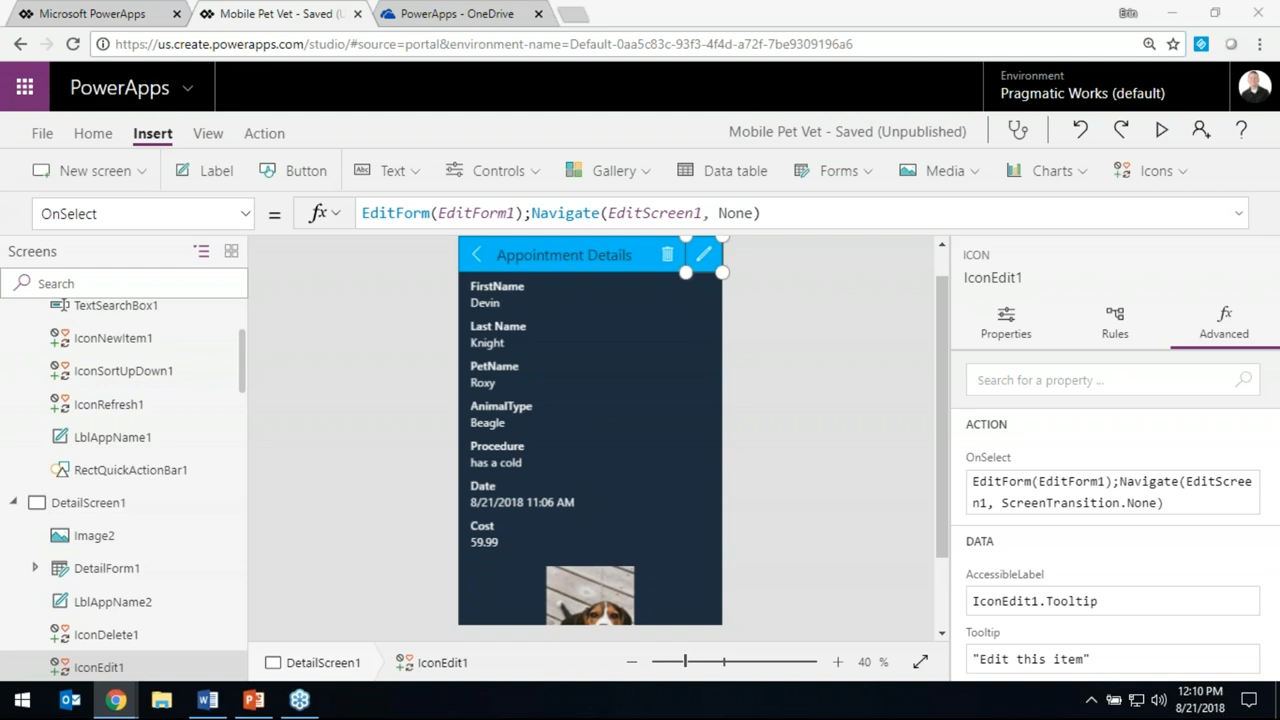 Microsoft PowerApps
Mobile Pet Vet - Saved (U
PowerApps - OneDrive
Erin
https://us.create.powerapps.com/studio/#source=portal&environment-name=Default-0aa5c83c-93f3-4f4d-a72f-7be9309196a6
PowerApps
Environment
Pragmatic Works (default)
File Home Insert View Action
Mobile Pet Vet - Saved (Unpublished)
New screen Label Button Text Controls Gallery Data table Forms Media Charts Icons
OnSelect = fx EditForm(EditForm1);Navigate(EditScreen1, None)
Screens
Search
TextSearchBox1
IconNewItem1
IconSortUpDown1
IconRefresh1
LblAppName1
RectQuickActionBar1
DetailScreen1
Image2
DetailForm1
LblAppName2
IconDelete1
IconEdit1
Appointment Details
FirstName
Devin
Last Name
Knight
PetName
Roxy
AnimalType
Beagle
Procedure
has a cold
Date
8/21/2018 11:06 AM
Cost
59.99
DetailScreen1 IconEdit1
40 %
ICON
IconEdit1
Properties Rules Advanced
Search for a property ...
ACTION
OnSelect
EditForm(EditForm1);Navigate(EditScree
n1, ScreenTransition.None)
DATA
AccessibleLabel
IconEdit1.Tooltip
Tooltip
"Edit this item"
12:10 PM
8/21/2018